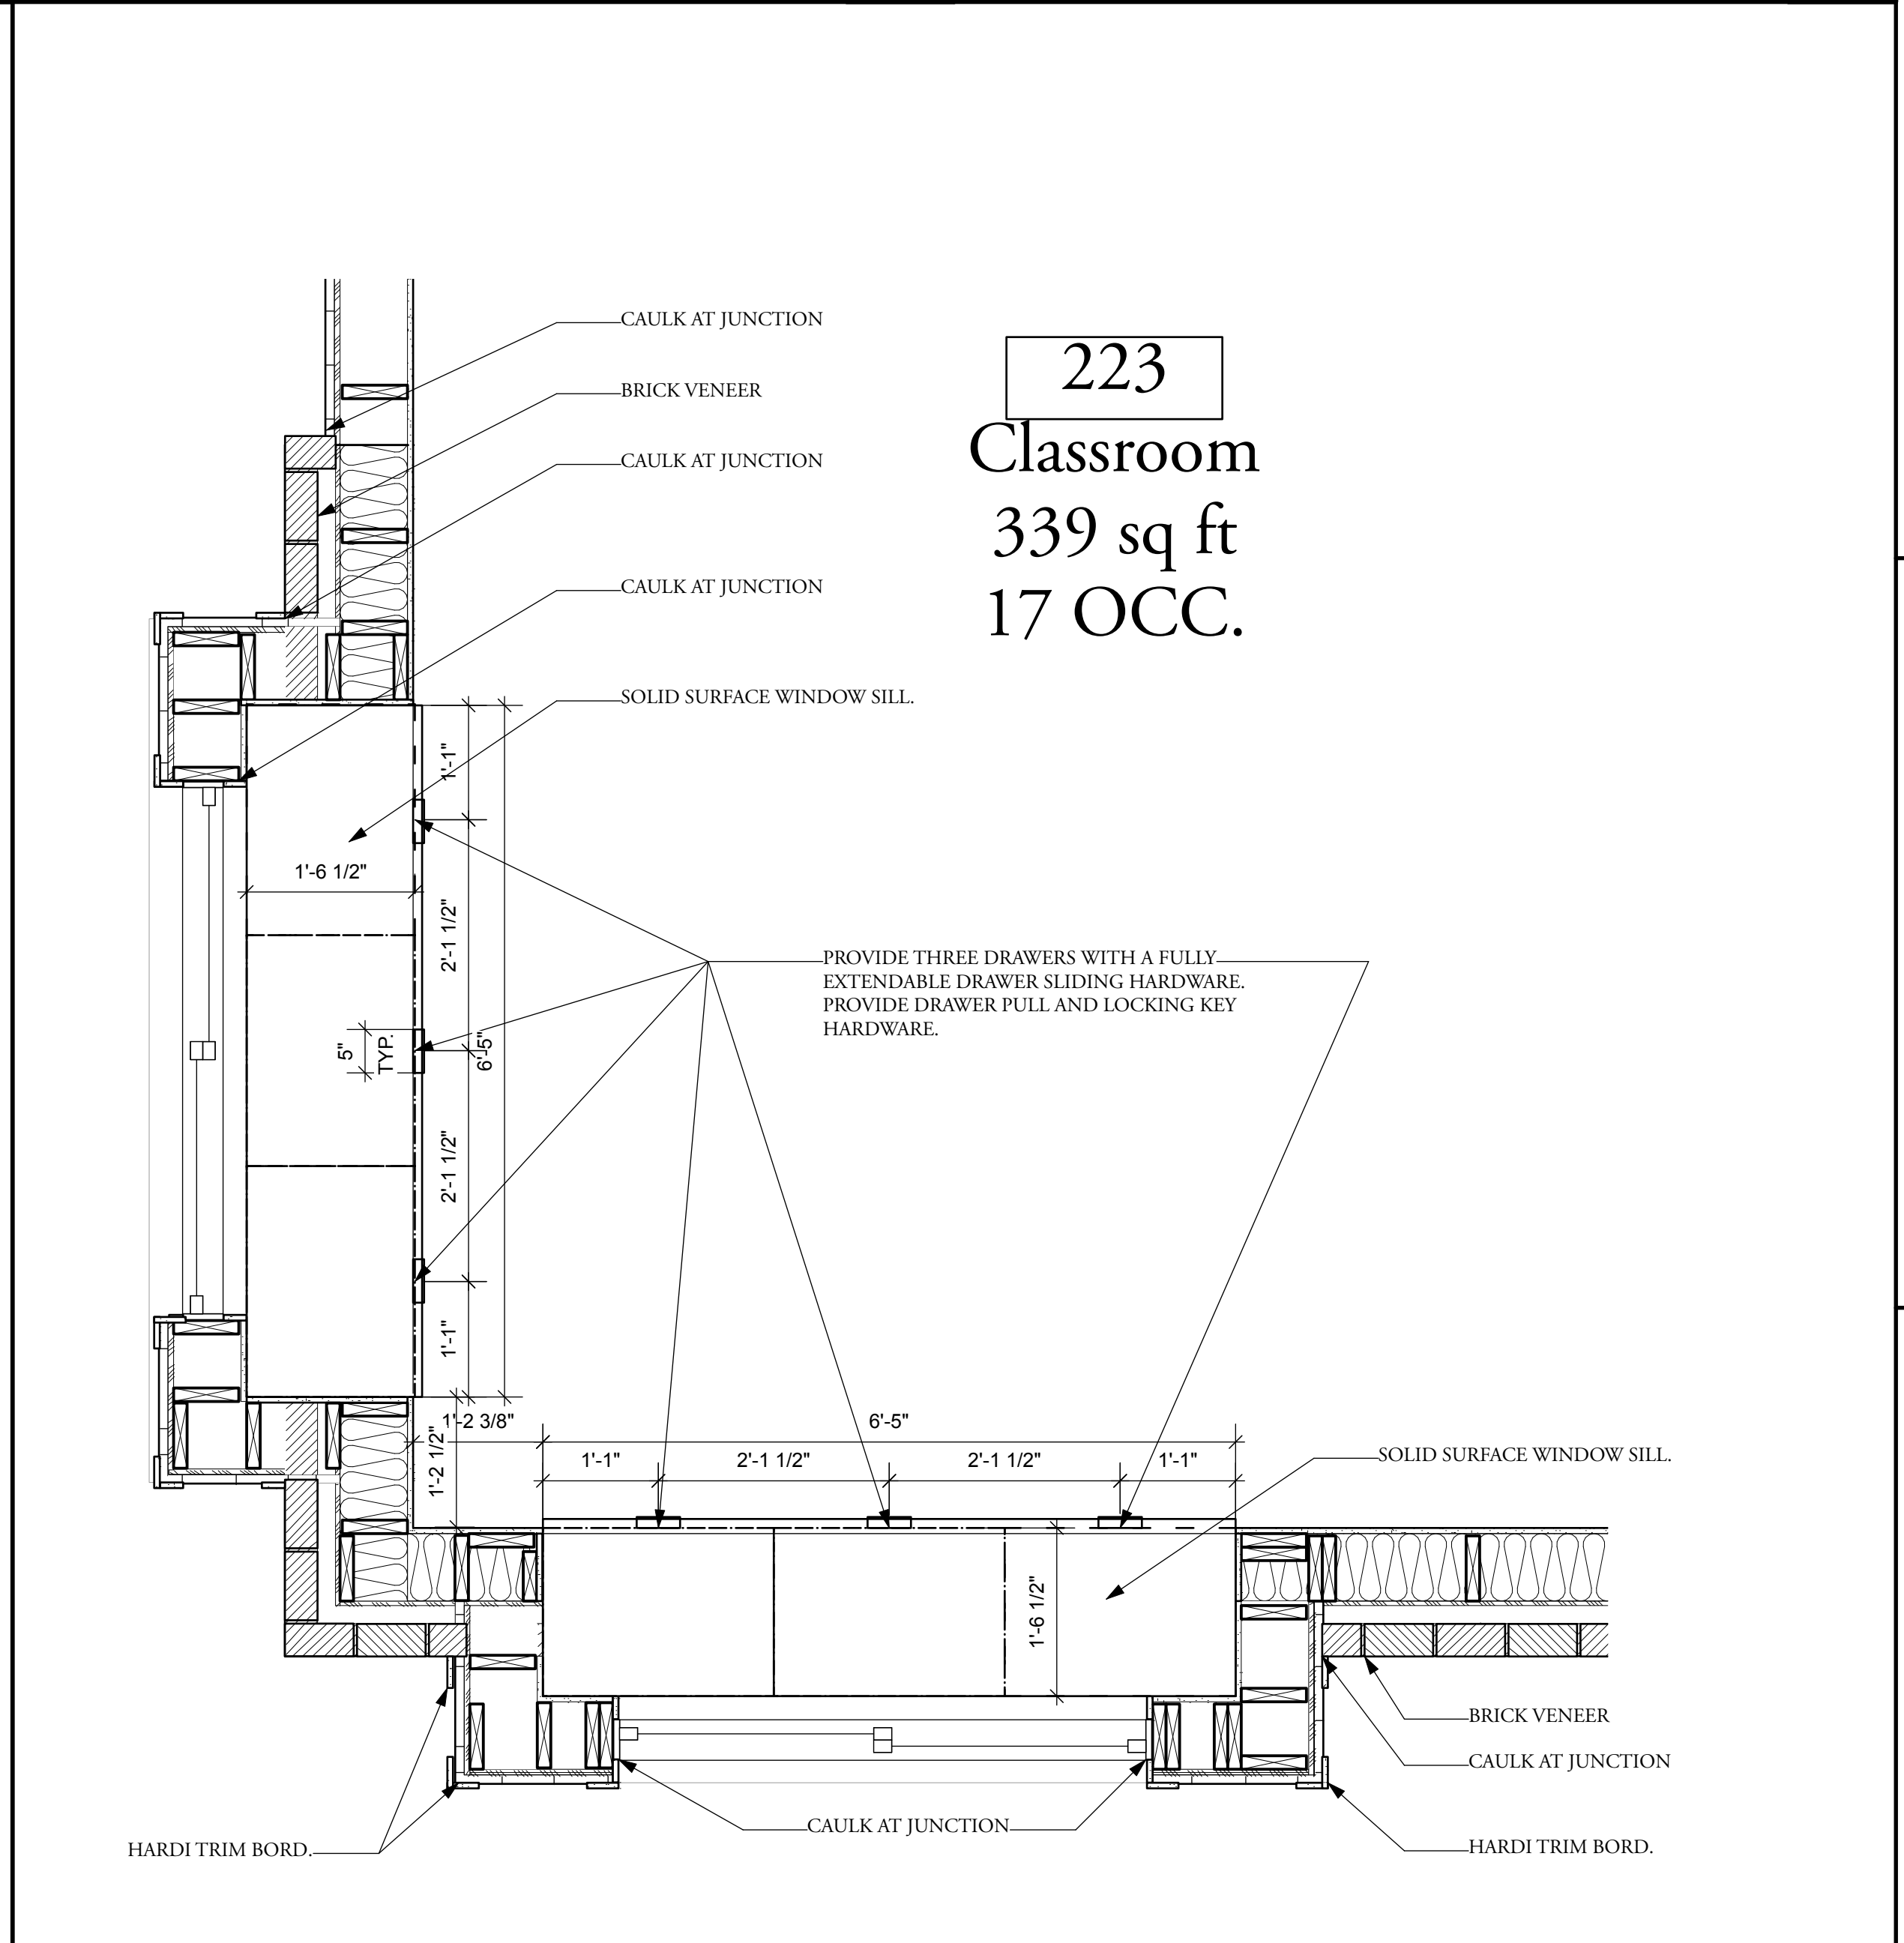 CAULK AT JUNCTION
BRICK VENEER
CAULK AT JUNCTION
CAULK AT JUNCTION
SOLID SURFACE WINDOW SILL.
223
Classroom
339 sq ft
17 OCC.
1'-1"
1'-6 1/2"
2'-1 1/2"
5"
TYP.
6'-5"
2'-1 1/2"
1'-1"
PROVIDE THREE DRAWERS WITH A FULLY
EXTENDABLE DRAWER SLIDING HARDWARE.
PROVIDE DRAWER PULL AND LOCKING KEY
HARDWARE.
1'-2 3/8"
6'-5"
1'-2 1/2"
1'-1"
2'-1 1/2"
2'-1 1/2"
1'-1"
SOLID SURFACE WINDOW SILL.
1'-6 1/2"
BRICK VENEER
CAULK AT JUNCTION
CAULK AT JUNCTION
HARDI TRIM BORD.
HARDI TRIM BORD.